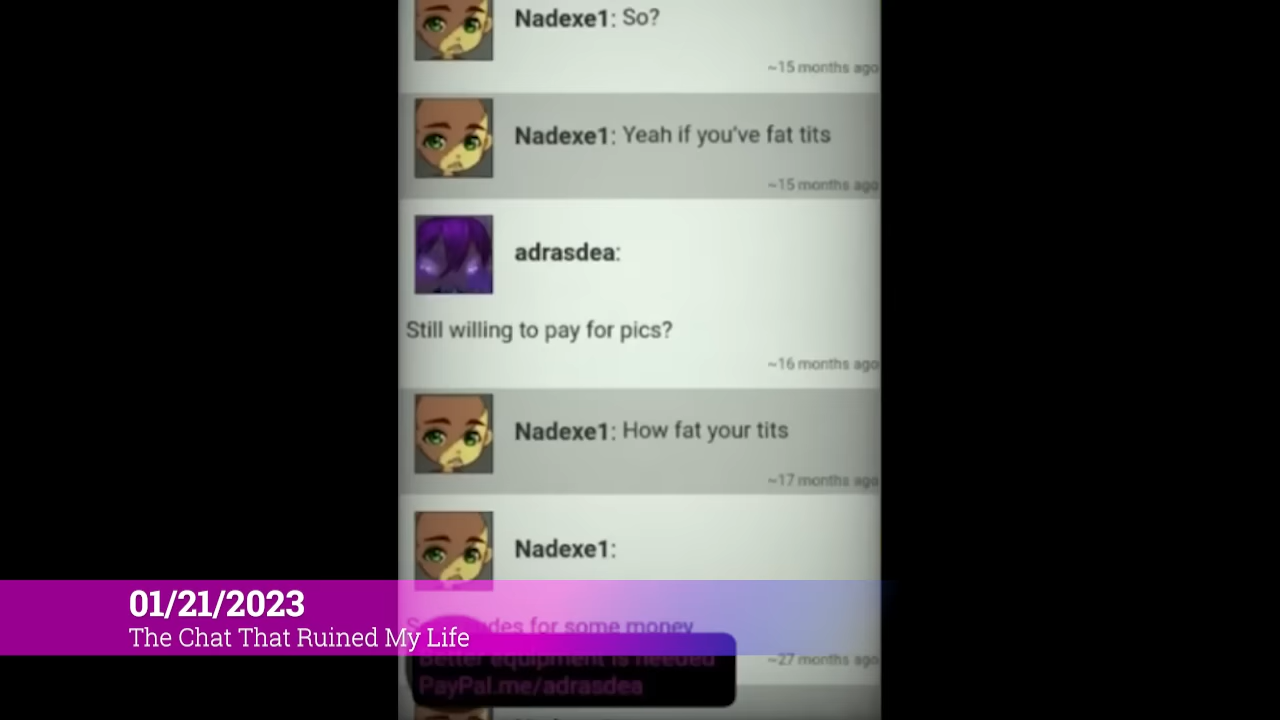 Nadexe1: So?
~15 months ago
Nadexe1: Yeah if you've fat tits
~15 months ago
adrasdea:
Still willing to pay for pics?
~16 months ago
Nadexe1: How fat your tits
~17 months ago
Nadexe1:
for some money
~27 months ago
01/21/2023
The Chat That Ruined My Life
Better equipment is needed
PayPal.me/adrasdea